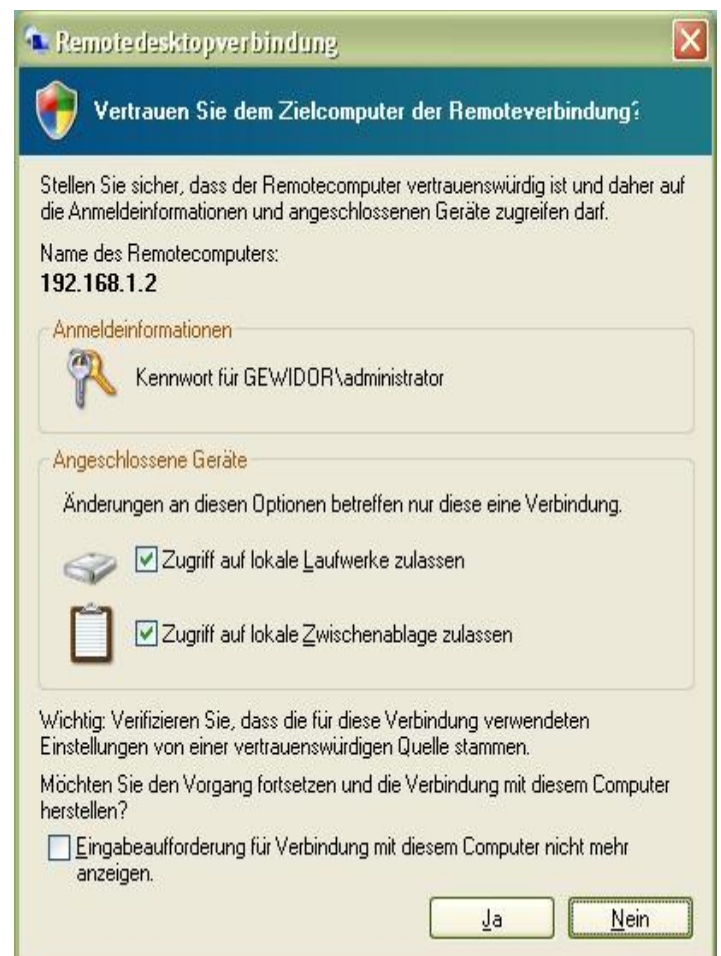 Remotedesktopverbindung
Vertrauen Sie dem Zielcomputer der Remoteverbindung?
Stellen Sie sicher, dass der Remotecomputer vertrauenswürdig ist und daher auf
die Anmeldeinformationen und angeschlossenen Geräte zugreifen darf.
Name des Remotecomputers:
192.168.1.2
Anmeldeinformationen
Kennwort für GEWIDOR\administrator
Angeschlossene Geräte
Änderungen an diesen Optionen betreffen nur diese eine Verbindung.
Zugriff auf lokale Laufwerke zulassen
Zugriff auf lokale Zwischenablage zulassen
Wichtig: Verifizieren Sie, dass die für diese Verbindung verwendeten
Einstellungen von einer vertrauenswürdigen Quelle stammen.
Möchten Sie den Vorgang fortsetzen und die Verbindung mit diesem Computer
herstellen?
Eingabeaufforderung für Verbindung mit diesem Computer nicht mehr
anzeigen.
Ja Nein